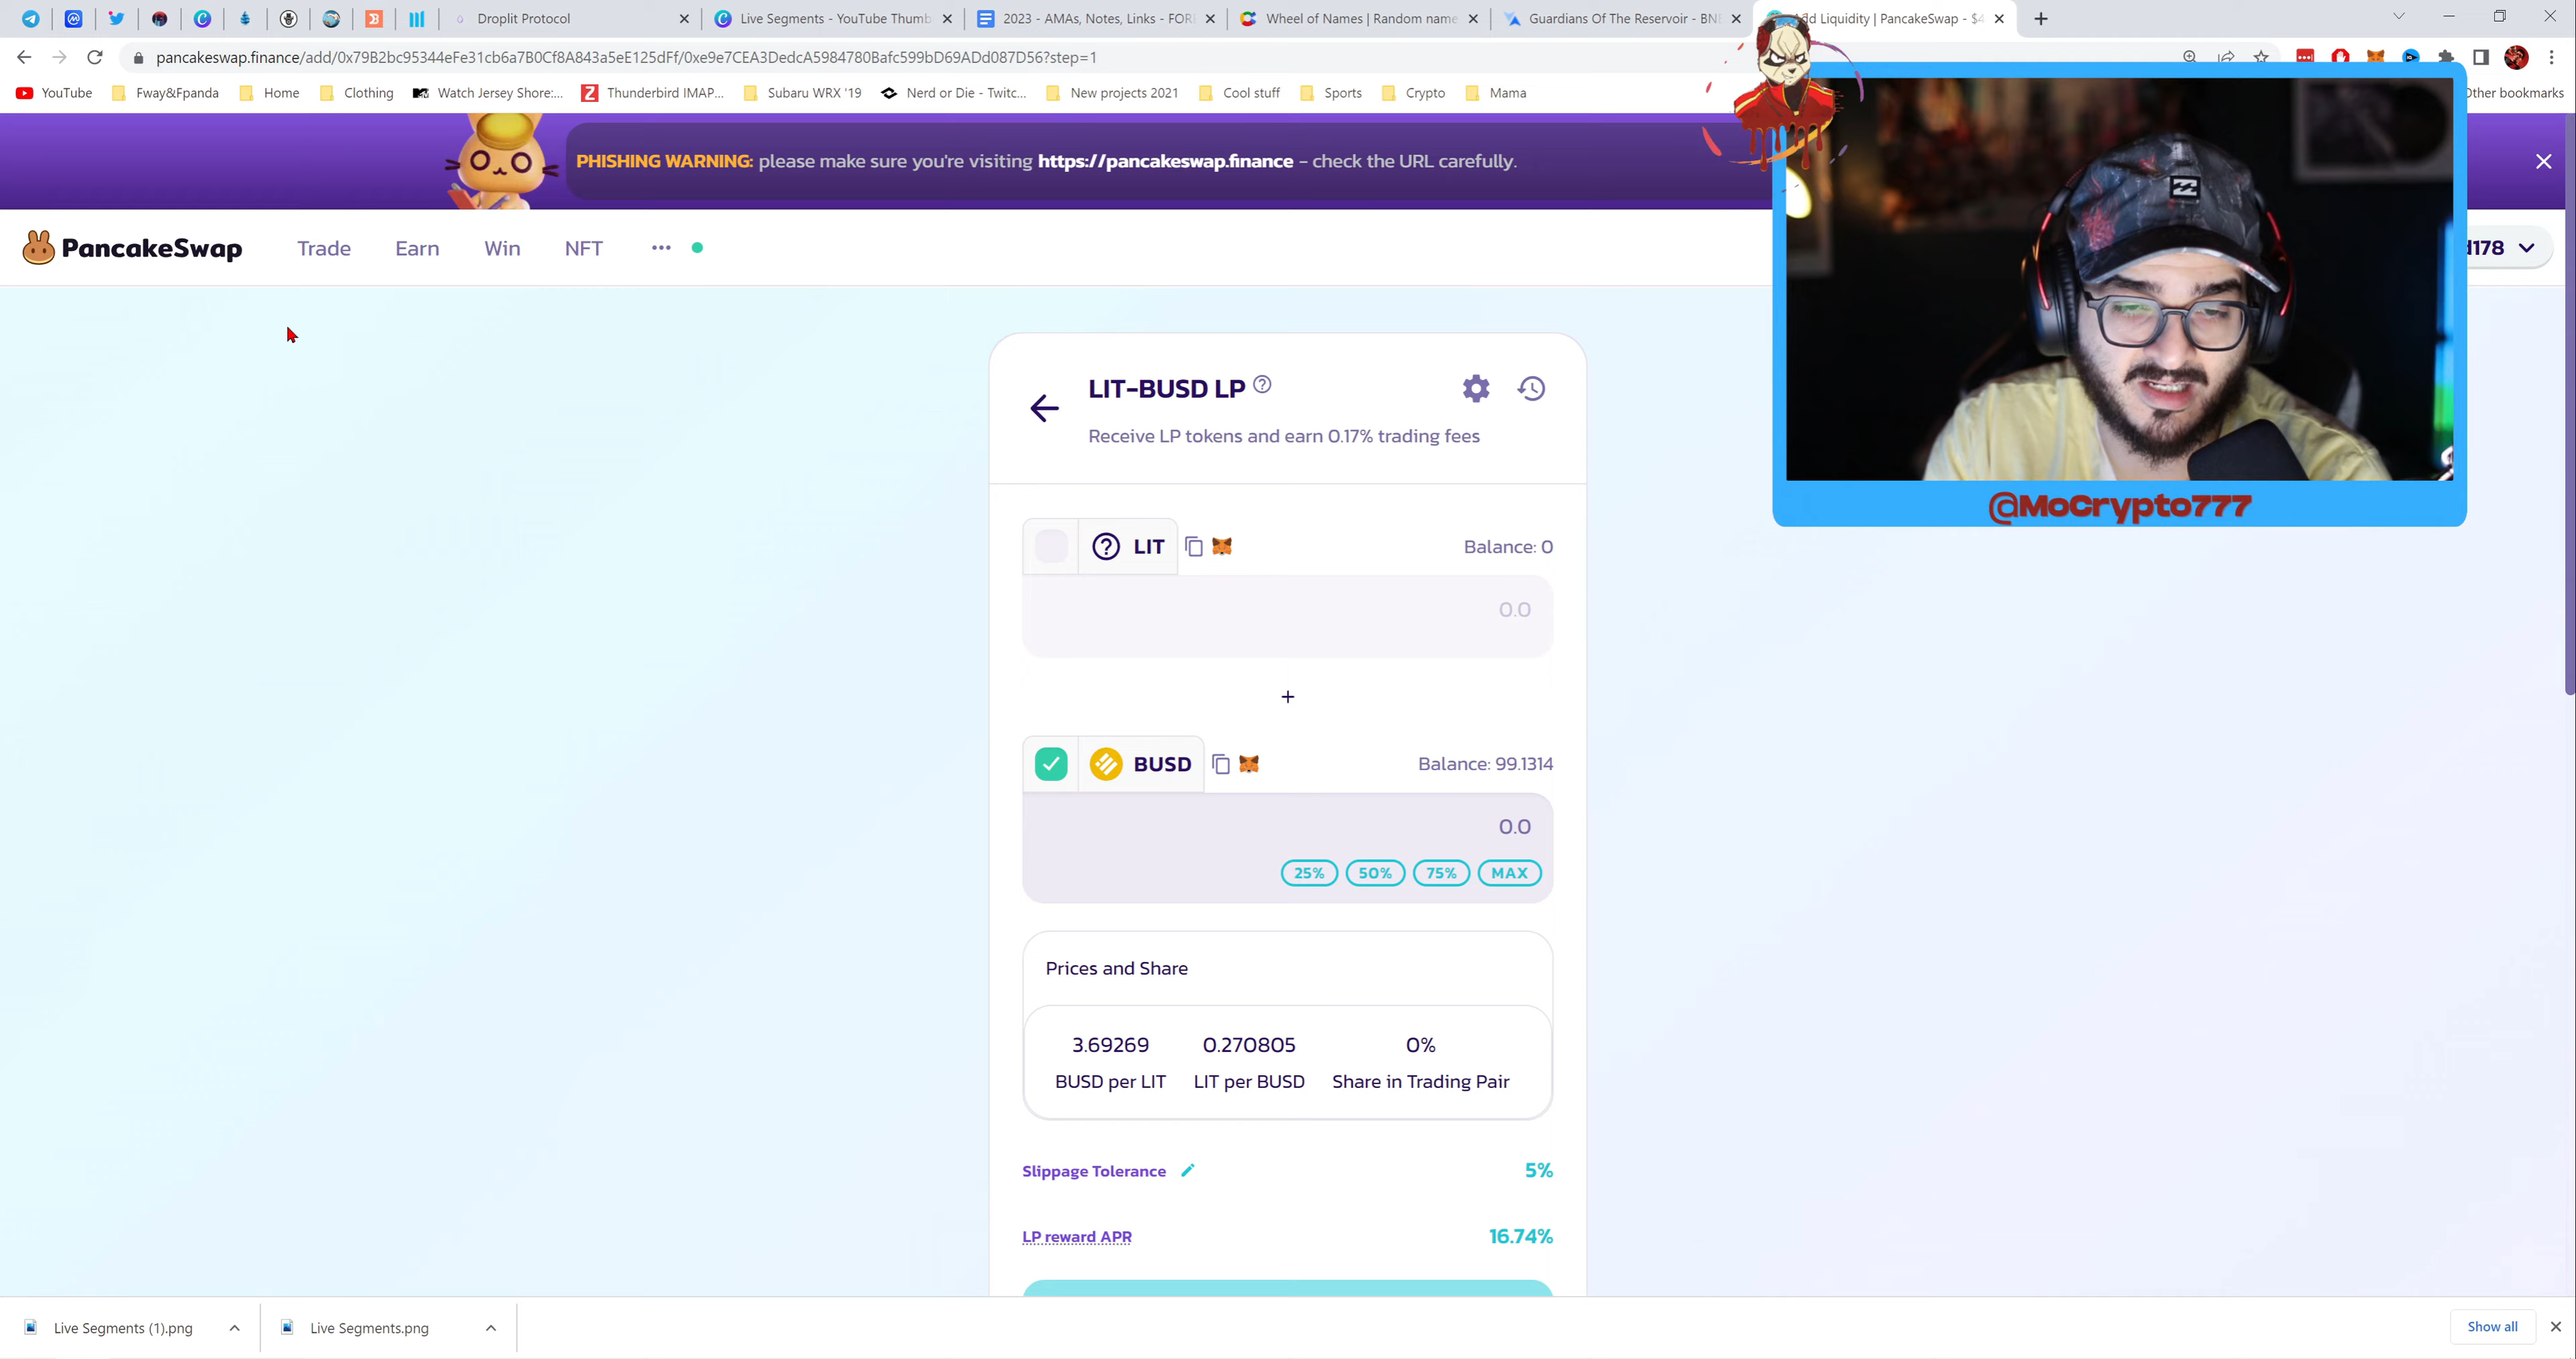 Droplit Protocol
Live Segments - YouTube Thumb
2023 - AMAs, Notes, Links - FOR
Wheel of Names | Random name
Guardians Of The Reservoir - BN
dd Liquidity | PancakeSwap - $4
pancakeswap.finance/add/0x79B2bc95344eFe31cb6a7B0Cf8A843a5eE125dFf/0xe9e7CEA3DedcA5984780Bafc599bD69ADd087D56?step=1
YouTube
Fway&Fpanda
Home
Clothing
Watch Jersey Shore:...
Thunderbird IMAP...
Subaru WRX '19
Nerd or Die - Twitc...
New projects 2021
Cool stuff
Sports
Crypto
Mama
Other bookmarks
PHISHING WARNING: please make sure you're visiting https://pancakeswap.finance - check the URL carefully.
PancakeSwap
Trade
Earn
Win
NFT
d178
@MoCrypto777
LIT-BUSD LP
Receive LP tokens and earn 0.17% trading fees
LIT
Balance: 0
0.0
+
BUSD
Balance: 99.1314
0.0
25%
50%
75%
MAX
Prices and Share
3.69269
0.270805
0%
BUSD per LIT
LIT per BUSD
Share in Trading Pair
Slippage Tolerance
5%
LP reward APR
16.74%
Live Segments (1).png
Live Segments.png
Show all